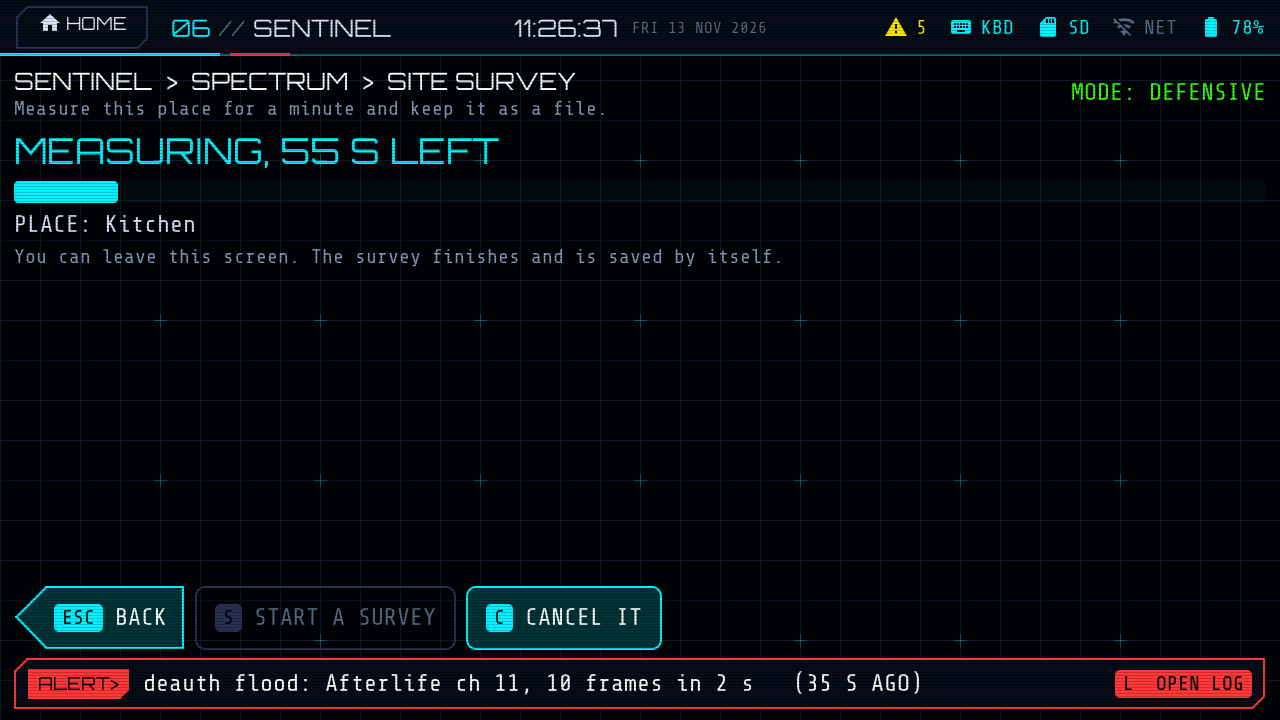 HOME
06 // SENTINEL
11:26:37 FRI 13 NOV 2026
5 KBD SD NET 78%
SENTINEL > SPECTRUM > SITE SURVEY
Measure this place for a minute and keep it as a file.
MODE: DEFENSIVE
MEASURING, 55 S LEFT
PLACE: Kitchen
You can leave this screen. The survey finishes and is saved by itself.
ESC BACK
S START A SURVEY
C CANCEL IT
ALERT> deauth flood: Afterlife ch 11, 10 frames in 2 s (35 S AGO)
L OPEN LOG